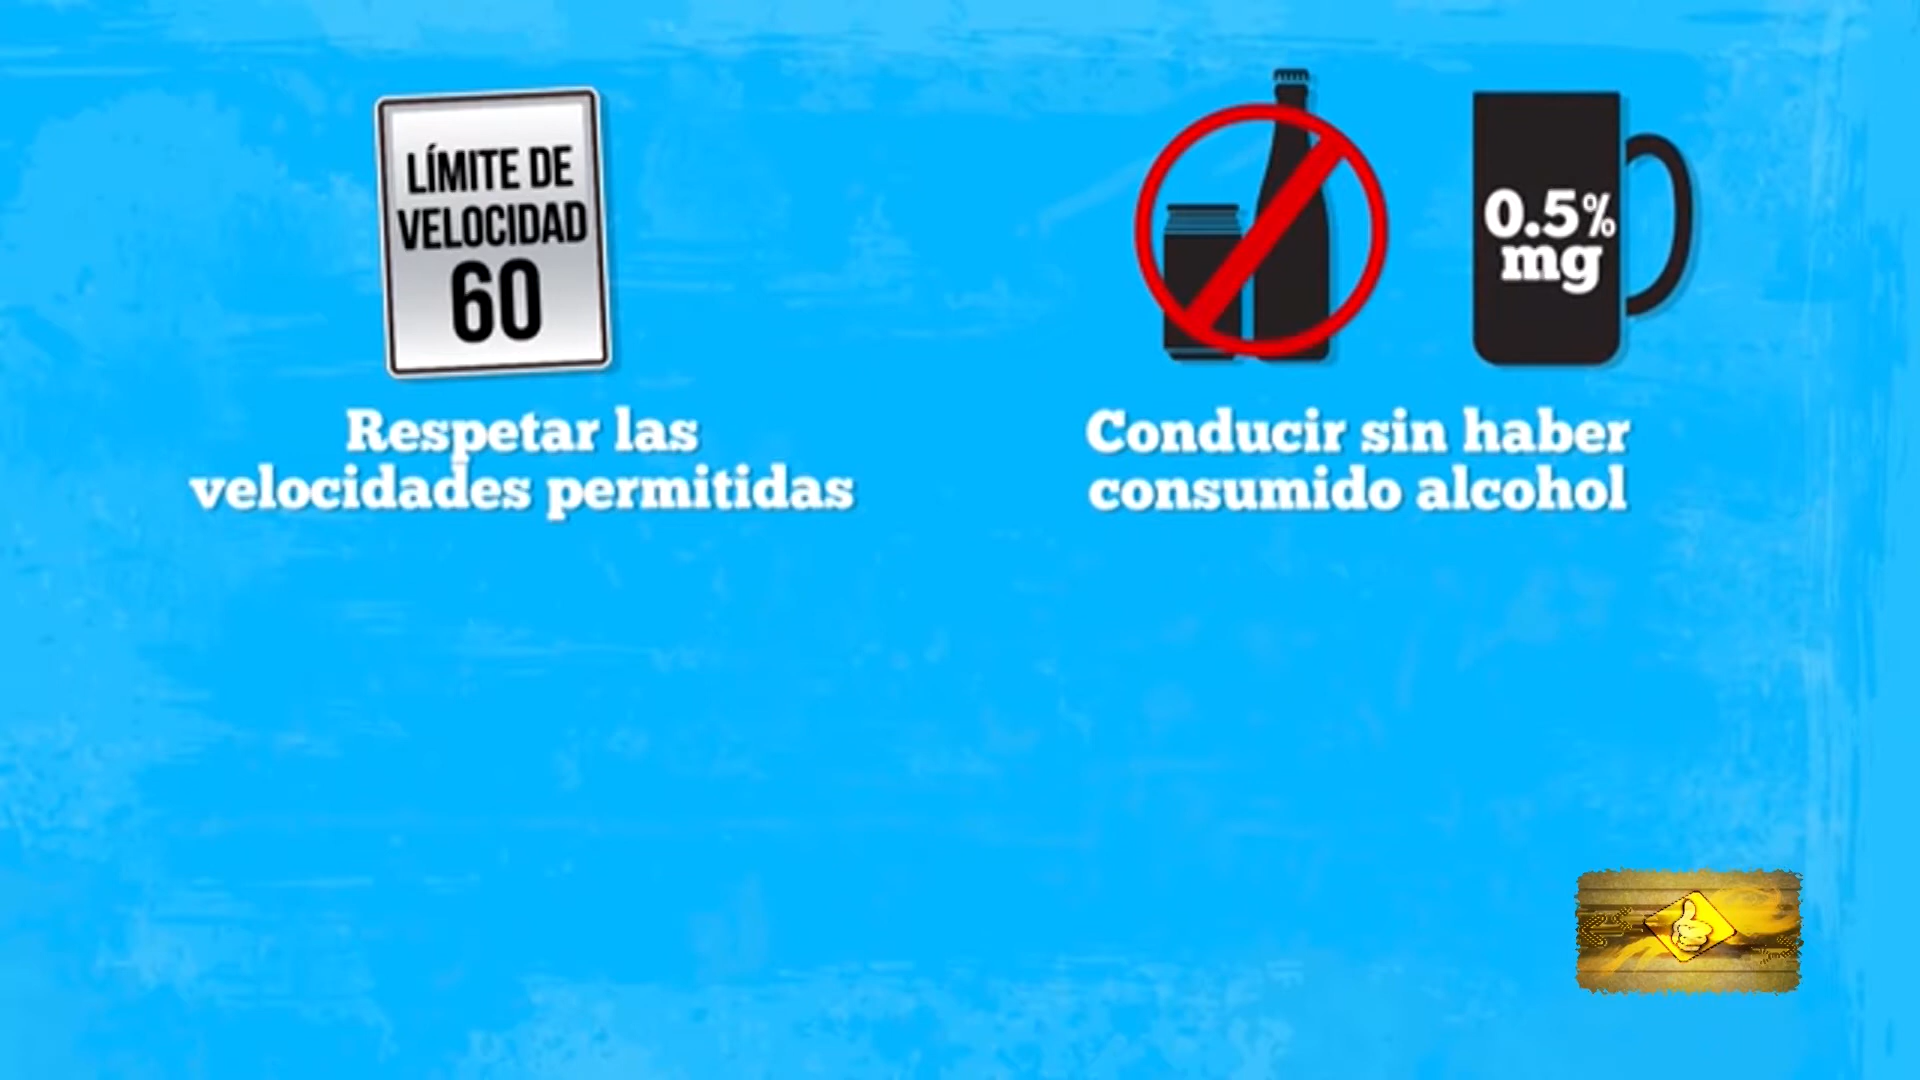 LÍMITE DE
VELOCIDAD
60
Respetar las
velocidades permitidas
0.5%
mg
Conducir sin haber
consumido alcohol